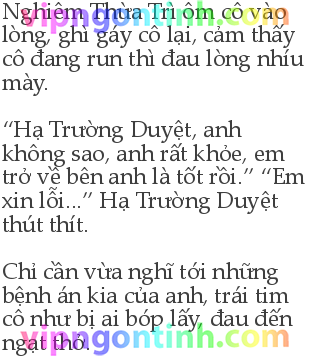 Nghiêm Thừa Trì ôm cô vào
lòng, ghì gáy cô lại, cảm thấy
cô đang run thì đau lòng nhíu
mày.
“Hạ Trường Duyệt, anh
không sao, anh rất khỏe, em
trở về bên anh là tốt rồi.” “Em
xin lỗi...” Hạ Trường Duyệt
thút thít.
Chỉ cần vừa nghĩ tới những
bệnh án kia của anh, trái tim
cô như bị ai bóp lấy, đau đến
ngạt thở.
vipngontinh.com
vipngontinh.com